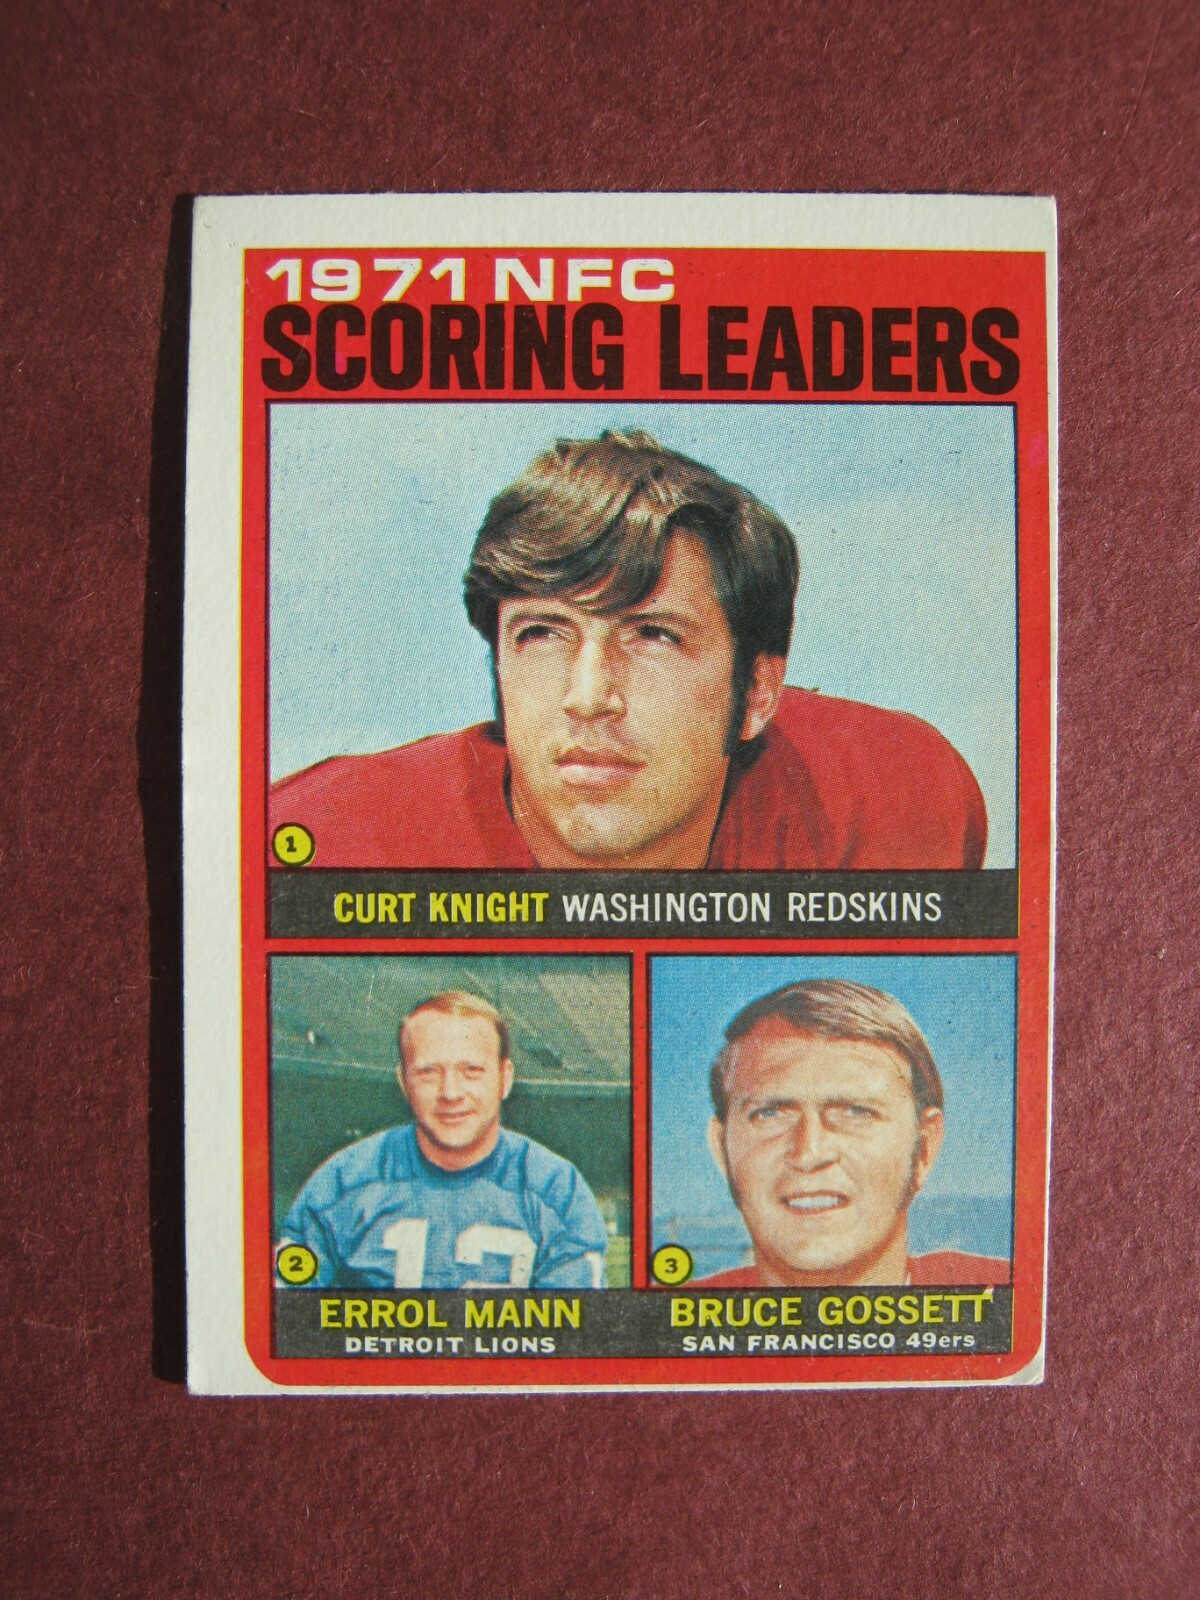 1971 NFC
SCORING LEADERS
1
CURT KNIGHT WASHINGTON REDSKINS
12
2
ERROL MANN
DETROIT LIONS
3
BRUCE GOSSETT
SAN FRANCISCO 49ers